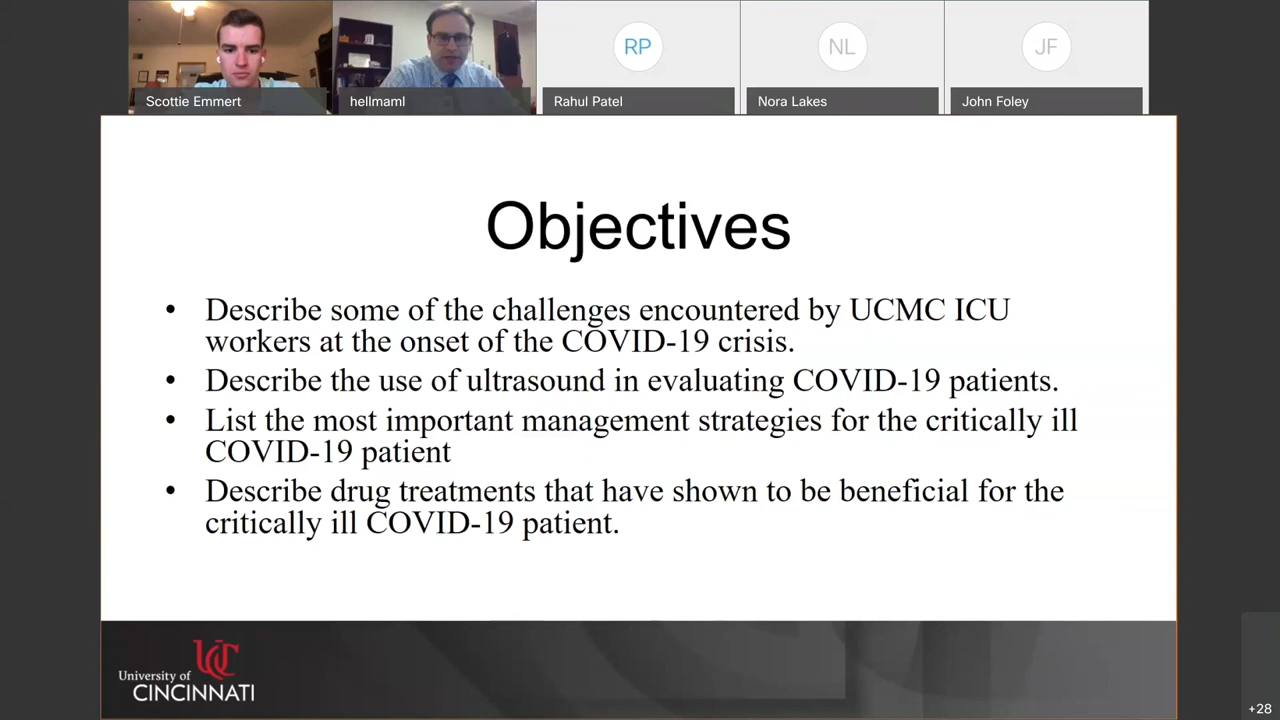 RP
NL
JF
Scottie Emmert
hellmaml
Rahul Patel
Nora Lakes
John Foley
Objectives
• Describe some of the challenges encountered by UCMC ICU
workers at the onset of the COVID-19 crisis.
• Describe the use of ultrasound in evaluating COVID-19 patients.
• List the most important management strategies for the critically ill
COVID-19 patient
• Describe drug treatments that have shown to be beneficial for the
critically ill COVID-19 patient.
UC
University of
CINCINNATI
+28